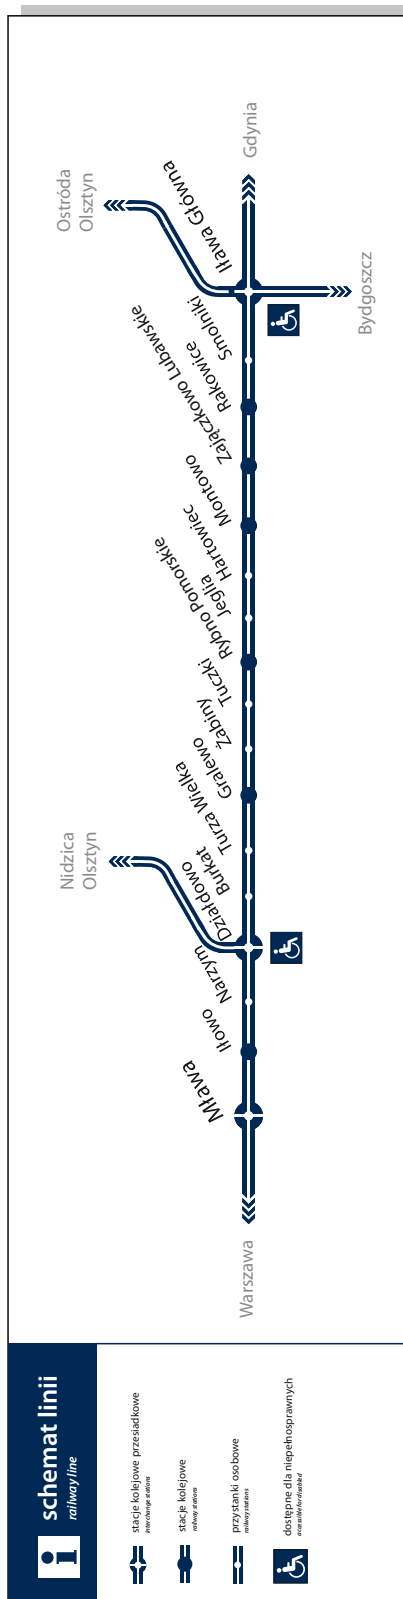 schemat linii
railway line
stacje kolejowe przesiadkowe
interchange stations
stacje kolejowe
railway stations
przystanki osobowe
railway stations
dostępne dla niepełnosprawnych
accessible for disabled
Warszawa
Mława
Iłowo
Narzym
Działdowo
Nidzica
Olsztyn
Burkat
Turza Wielka
Gralewo
Żabiny
Tuczki
Rybno Pomorskie
Jeglia
Hartowiec
Montowo
Zajączkowo Lubawskie
Rakowice
Smolniki
Iława Główna
Ostróda
Olsztyn
Gdynia
Bydgoszcz